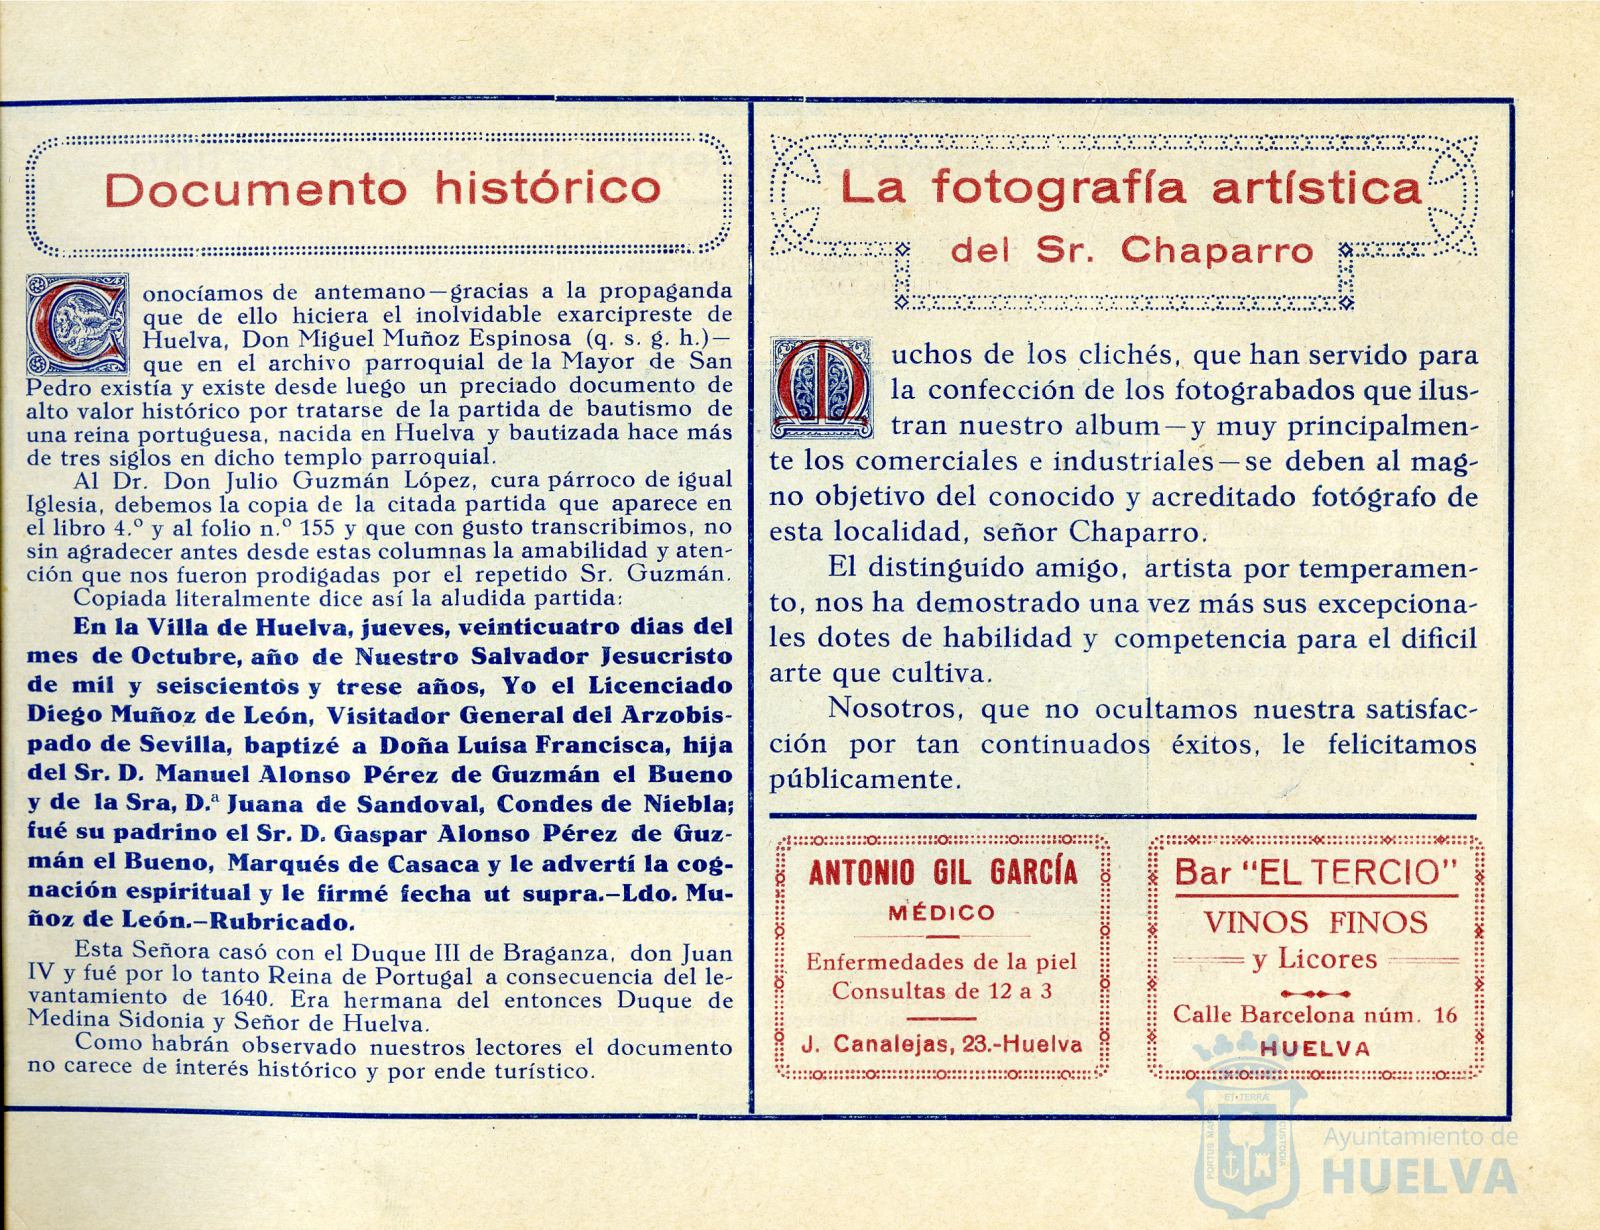 Documento histórico
Conocíamos de antemano—gracias a la propaganda
que de ello hiciera el inolvidable exarcipreste de
Huelva, Don Miguel Muñoz Espinosa (q. s. g. h.)—
que en el archivo parroquial de la Mayor de San
Pedro existía y existe desde luego un preciado documento de
alto valor histórico por tratarse de la partida de bautismo de
una reina portuguesa, nacida en Huelva y bautizada hace más
de tres siglos en dicho templo parroquial.
Al Dr. Don Julio Guzmán López, cura párroco de igual
Iglesia, debemos la copia de la citada partida que aparece en
el libro 4.º y al folio n.º 155 y que con gusto transcribimos, no
sin agradecer antes desde estas columnas la amabilidad y aten-
ción que nos fueron prodigadas por el repetido Sr. Guzmán.
Copiada literalmente dice así la aludida partida:
En la Villa de Huelva, jueves, veinticuatro dias del
mes de Octubre, año de Nuestro Salvador Jesucristo
de mil y seiscientos y trese años, Yo el Licenciado
Diego Muñoz de León, Visitador General del Arzobis-
pado de Sevilla, baptizé a Doña Luisa Francisca, hija
del Sr. D. Manuel Alonso Pérez de Guzmán el Bueno
y de la Sra, D.ª Juana de Sandoval, Condes de Niebla;
fué su padrino el Sr. D. Gaspar Alonso Pérez de Guz-
mán el Bueno, Marqués de Casaca y le advertí la cog-
nación espiritual y le firmé fecha ut supra.–Ldo. Mu-
ñoz de León.–Rubricado.
Esta Señora casó con el Duque III de Braganza, don Juan
IV y fué por lo tanto Reina de Portugal a consecuencia del le-
vantamiento de 1640. Era hermana del entonces Duque de
Medina Sidonia y Señor de Huelva.
Como habrán observado nuestros lectores el documento
no carece de interés histórico y por ende turístico.
La fotografía artística
del Sr. Chaparro
Muchos de los clichés, que han servido para
la confección de los fotograbados que ilus-
tran nuestro album—y muy principalmen-
te los comerciales e industriales—se deben al mag-
no objetivo del conocido y acreditado fotógrafo de
esta localidad, señor Chaparro.
El distinguido amigo, artista por temperamen-
to, nos ha demostrado una vez más sus excepciona-
les dotes de habilidad y competencia para el dificil
arte que cultiva.
Nosotros, que no ocultamos nuestra satisfac-
ción por tan continuados éxitos, le felicitamos
públicamente.
ANTONIO GIL GARCÍA
MÉDICO
Enfermedades de la piel
Consultas de 12 a 3
J. Canalejas, 23.-Huelva
Bar "EL TERCIO"
VINOS FINOS
y Licores
Calle Barcelona núm. 16
HUELVA
PORTUS MARIS
ET TERRÆ
CUSTODIA
Ayuntamiento de
HUELVA